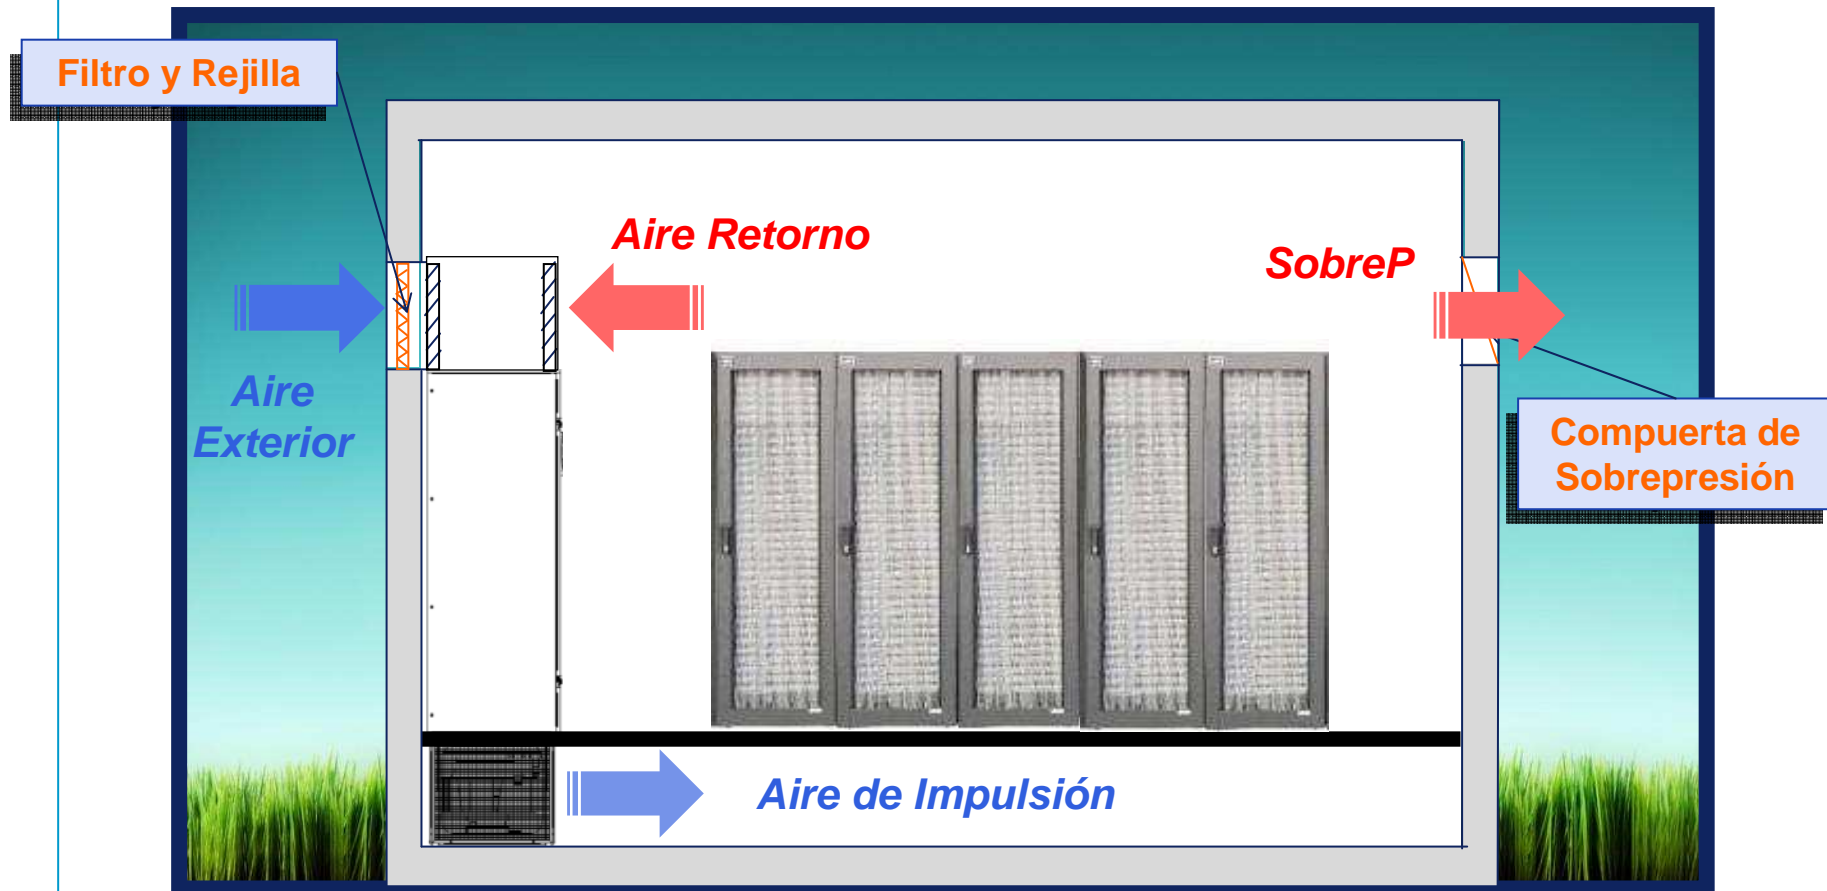 Filtro y Rejilla
Aire Retorno
SobreP
Aire
Exterior
Compuerta de
Sobrepresión
Aire de Impulsión